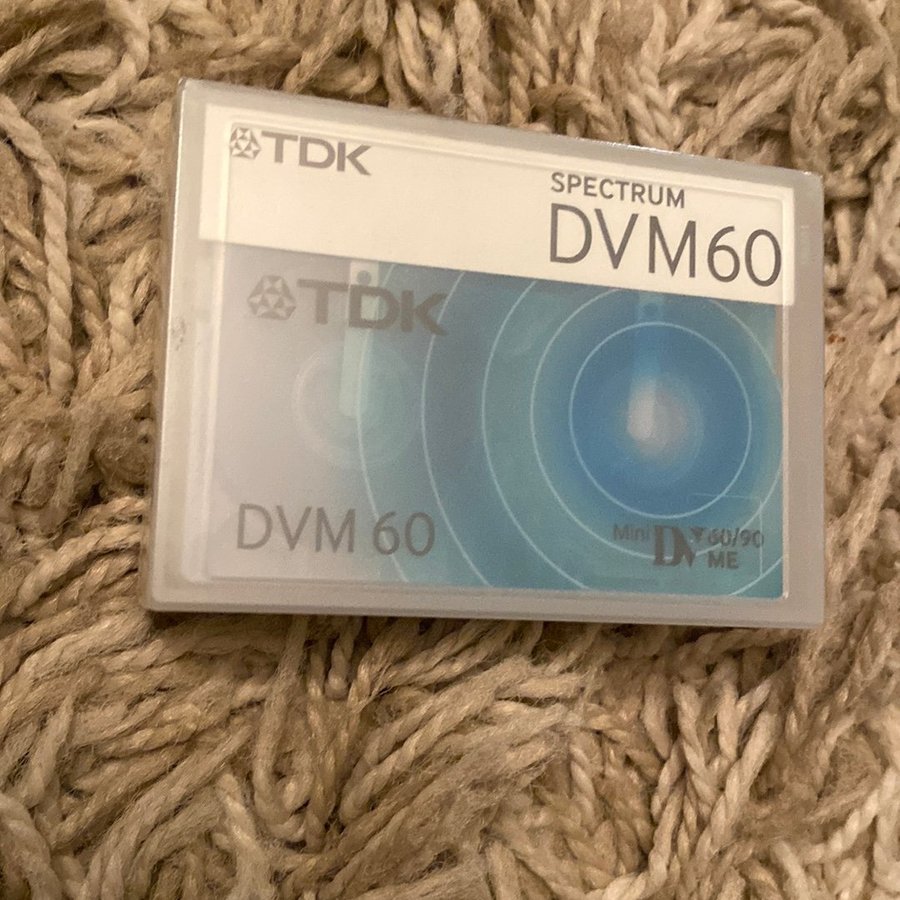 TDK
SPECTRUM
DVM60
TDK
DVM 60
Mini DV 60/90
ME